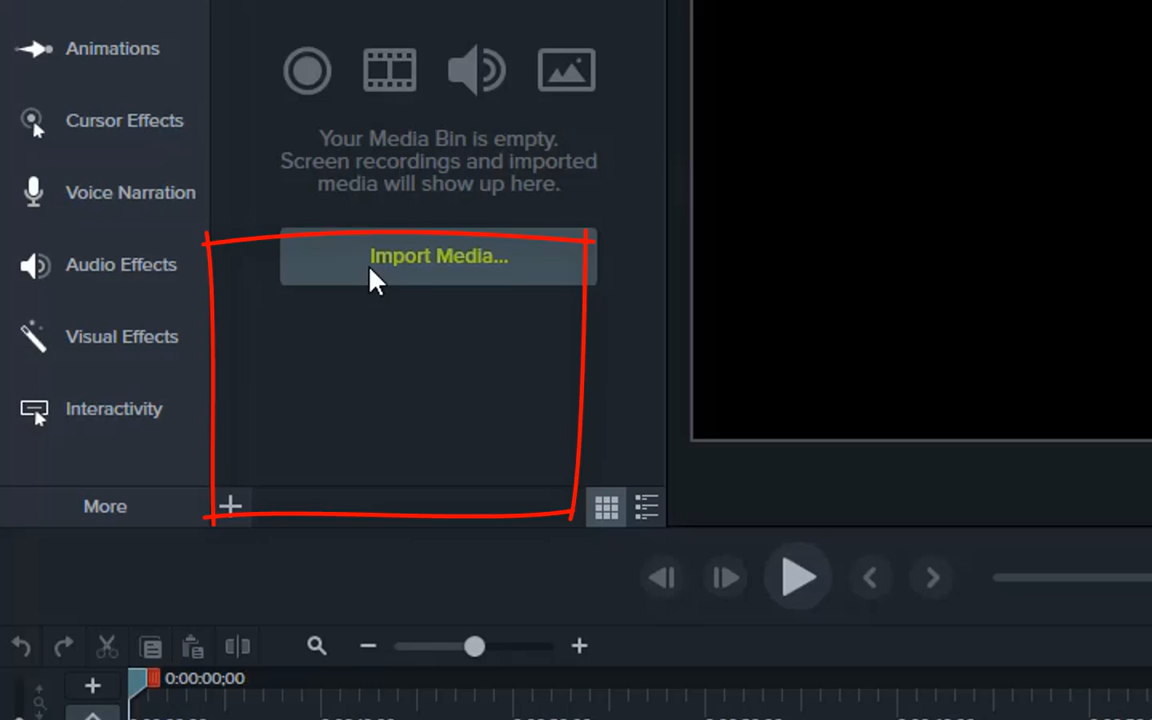 Animations
Cursor Effects
Voice Narration
Audio Effects
Visual Effects
Interactivity
More
Your Media Bin is empty.
Screen recordings and imported
media will show up here.
Import Media...
0:00:00;00